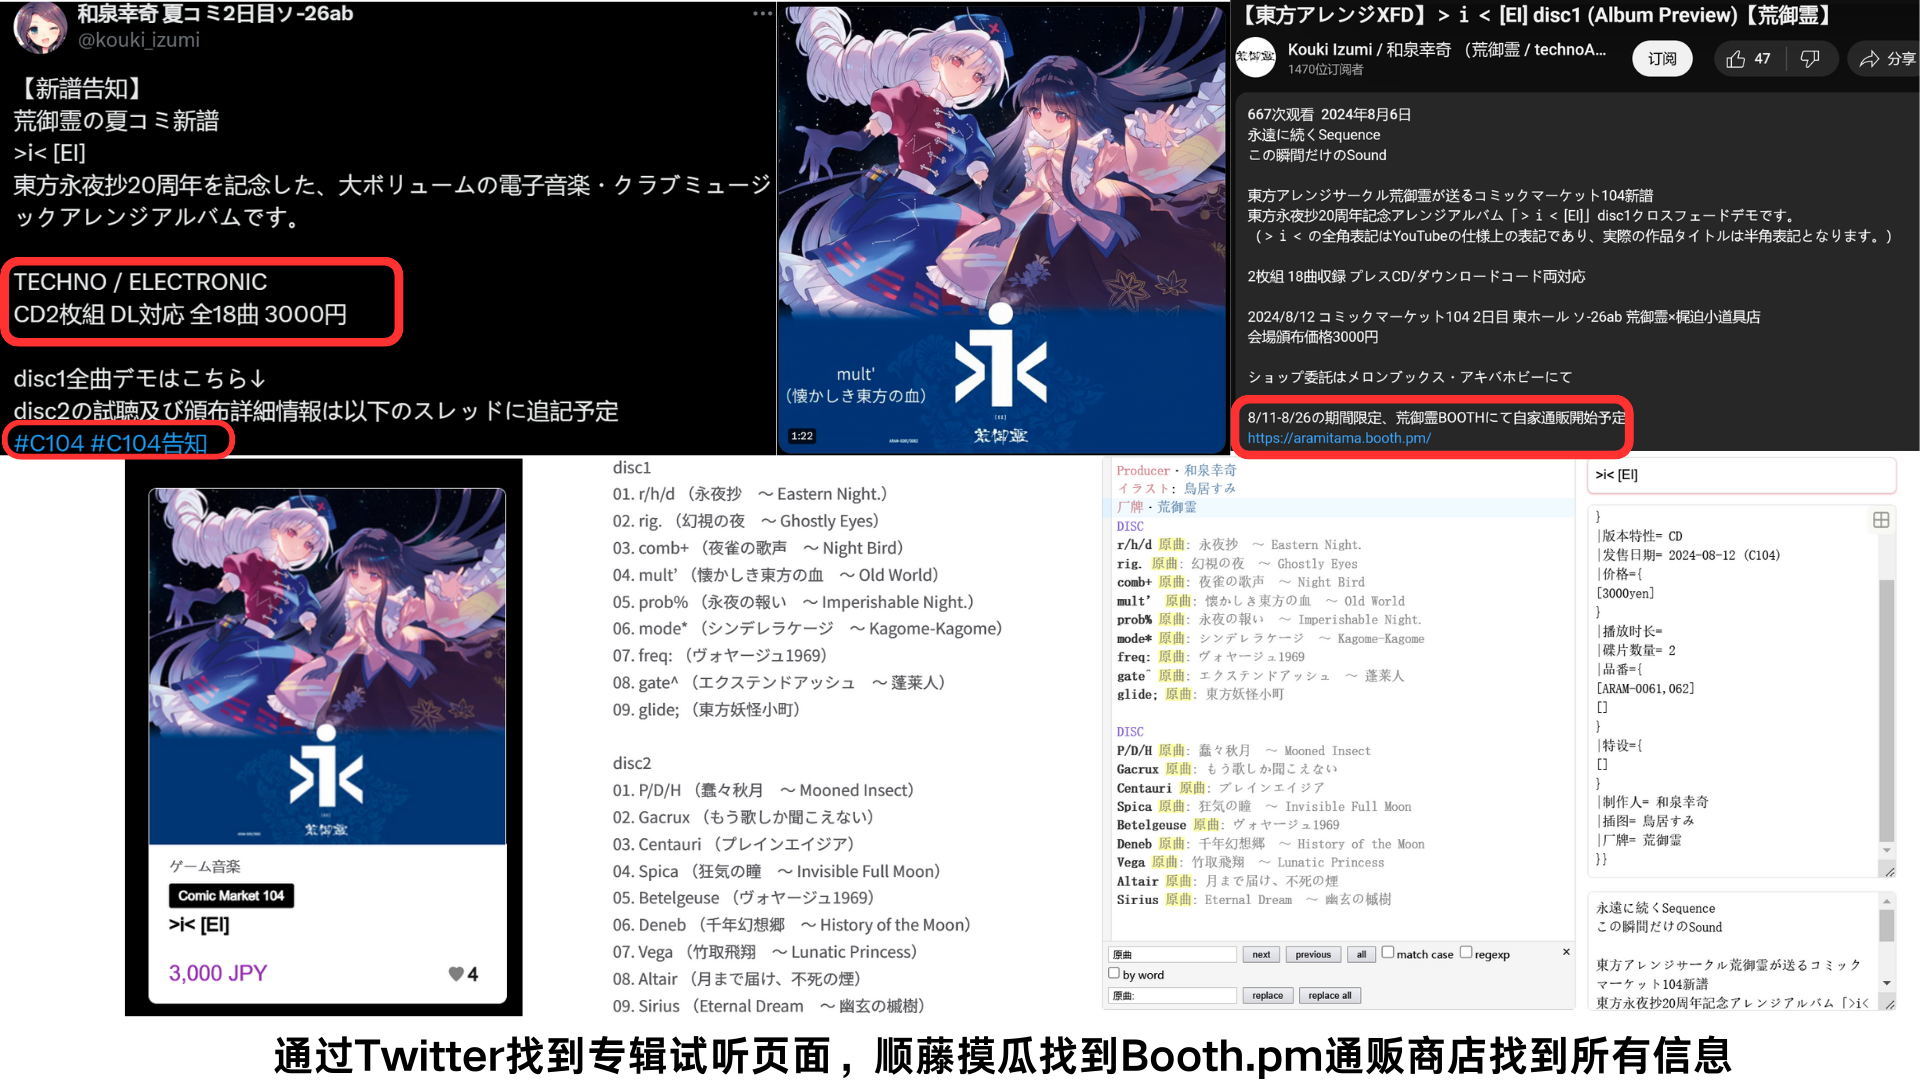 和泉幸奇 夏コミ2日目ソ-26ab
@kouki_izumi
【新譜告知】
荒御霊の夏コミ新譜
>i< [EI]
東方永夜抄20周年を記念した、大ボリュームの電子音楽・クラブミュージ
ックアレンジアルバムです。
TECHNO / ELECTRONIC
CD2枚組 DL対応 全18曲 3000円
disc1全曲デモはこちら↓
disc2の試聴及び頒布詳細情報は以下のスレッドに追記予定
#C104 #C104告知
mult'
（懐かしき東方の血）
1:22
[EI]
荒御霊
【東方アレンジXFD】＞ｉ＜ [EI] disc1 (Album Preview)【荒御霊】
荒御霊
Kouki Izumi / 和泉幸奇 （荒御霊 / technoA...
1470位订阅者
订阅
47
分享
667次观看 2024年8月6日
永遠に続くSequence
この瞬間だけのSound
東方アレンジサークル荒御霊が送るコミックマーケット104新譜
東方永夜抄20周年記念アレンジアルバム「＞ｉ＜ [EI]」disc1クロスフェードデモです。
（＞ｉ＜ の全角表記はYouTubeの仕様上の表記であり、実際の作品タイトルは半角表記となります。）
2枚組 18曲収録 プレスCD/ダウンロードコード両対応
2024/8/12 コミックマーケット104 2日目 東ホール ソ-26ab 荒御霊×梶迫小道具店
会場頒布価格3000円
ショップ委託はメロンブックス・アキバホビーにて
8/11-8/26の期間限定、荒御霊BOOTHにて自家通販開始予定
https://aramitama.booth.pm/
荒御霊
ゲーム音楽
Comic Market 104
>i< [EI]
3,000 JPY
4
disc1
01. r/h/d （永夜抄　～ Eastern Night.）
02. rig. （幻視の夜　～ Ghostly Eyes）
03. comb+ （夜雀の歌声　～ Night Bird）
04. mult’ （懐かしき東方の血　～ Old World）
05. prob% （永夜の報い　～ Imperishable Night.）
06. mode* （シンデレラケージ　～ Kagome-Kagome）
07. freq: （ヴォヤージュ1969）
08. gate^ （エクステンドアッシュ　～ 蓬莱人）
09. glide; （東方妖怪小町）
disc2
01. P/D/H （蠢々秋月　～ Mooned Insect）
02. Gacrux （もう歌しか聞こえない）
03. Centauri （プレインエイジア）
04. Spica （狂気の瞳　～ Invisible Full Moon）
05. Betelgeuse （ヴォヤージュ1969）
06. Deneb （千年幻想郷　～ History of the Moon）
07. Vega （竹取飛翔　～ Lunatic Princess）
08. Altair （月まで届け、不死の煙）
09. Sirius （Eternal Dream　～ 幽玄の槭樹）
Producer・和泉幸奇
イラスト: 鳥居すみ
厂牌・荒御霊
DISC
r/h/d 原曲: 永夜抄　～ Eastern Night.
rig. 原曲: 幻視の夜　～ Ghostly Eyes
comb+ 原曲: 夜雀の歌声　～ Night Bird
mult’ 原曲: 懐かしき東方の血　～ Old World
prob% 原曲: 永夜の報い　～ Imperishable Night.
mode* 原曲: シンデレラケージ　～ Kagome-Kagome
freq: 原曲: ヴォヤージュ1969
gate^ 原曲: エクステンドアッシュ　～ 蓬莱人
glide; 原曲: 東方妖怪小町
DISC
P/D/H 原曲: 蠢々秋月　～ Mooned Insect
Gacrux 原曲: もう歌しか聞こえない
Centauri 原曲: プレインエイジア
Spica 原曲: 狂気の瞳　～ Invisible Full Moon
Betelgeuse 原曲: ヴォヤージュ1969
Deneb 原曲: 千年幻想郷　～ History of the Moon
Vega 原曲: 竹取飛翔　～ Lunatic Princess
Altair 原曲: 月まで届け、不死の煙
Sirius 原曲: Eternal Dream　～ 幽玄の槭樹
原曲 next previous all match case regexp ×
by word
原曲: replace replace all
>i< [EI]
}
|版本特性= CD
|发售日期= 2024-08-12 (C104)
|价格={
[3000yen]
}
|播放时长=
|碟片数量= 2
|品番={
[ARAM-0061,062]
[]
}
|特设={
[]
}
|制作人= 和泉幸奇
|插图= 鳥居すみ
|厂牌= 荒御霊
}}
永遠に続くSequence
この瞬間だけのSound
東方アレンジサークル荒御霊が送るコミック
マーケット104新譜
東方永夜抄20周年記念アレンジアルバム「>i<
通过Twitter找到专辑试听页面，顺藤摸瓜找到Booth.pm通贩商店找到所有信息